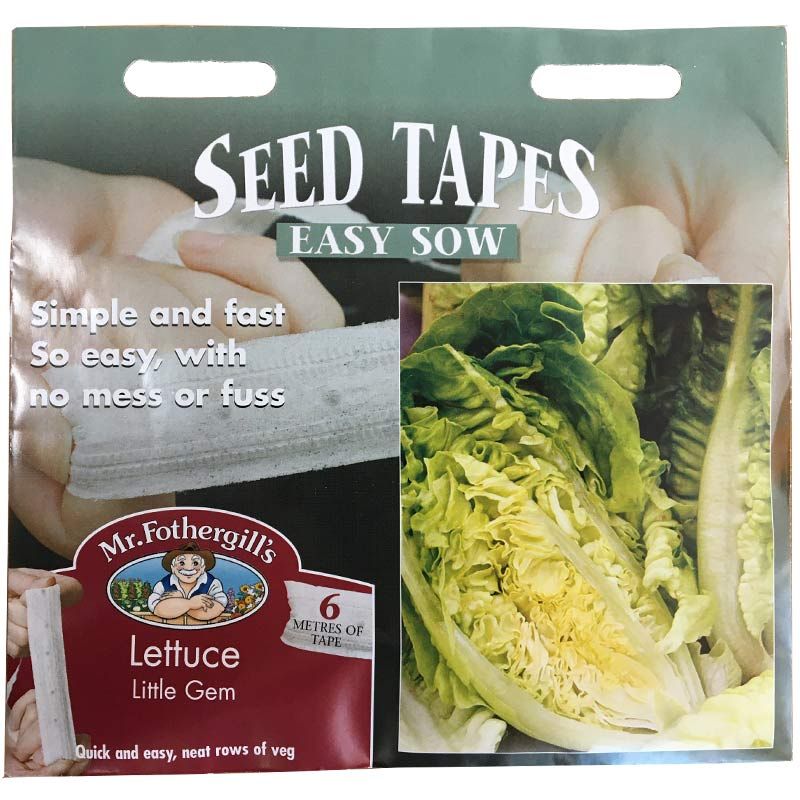 SEED TAPES
EASY SOW
Simple and fast
So easy, with
no mess or fuss
Mr. Fothergill's
6
METRES OF
TAPE
Lettuce
Little Gem
Quick and easy, neat rows of veg